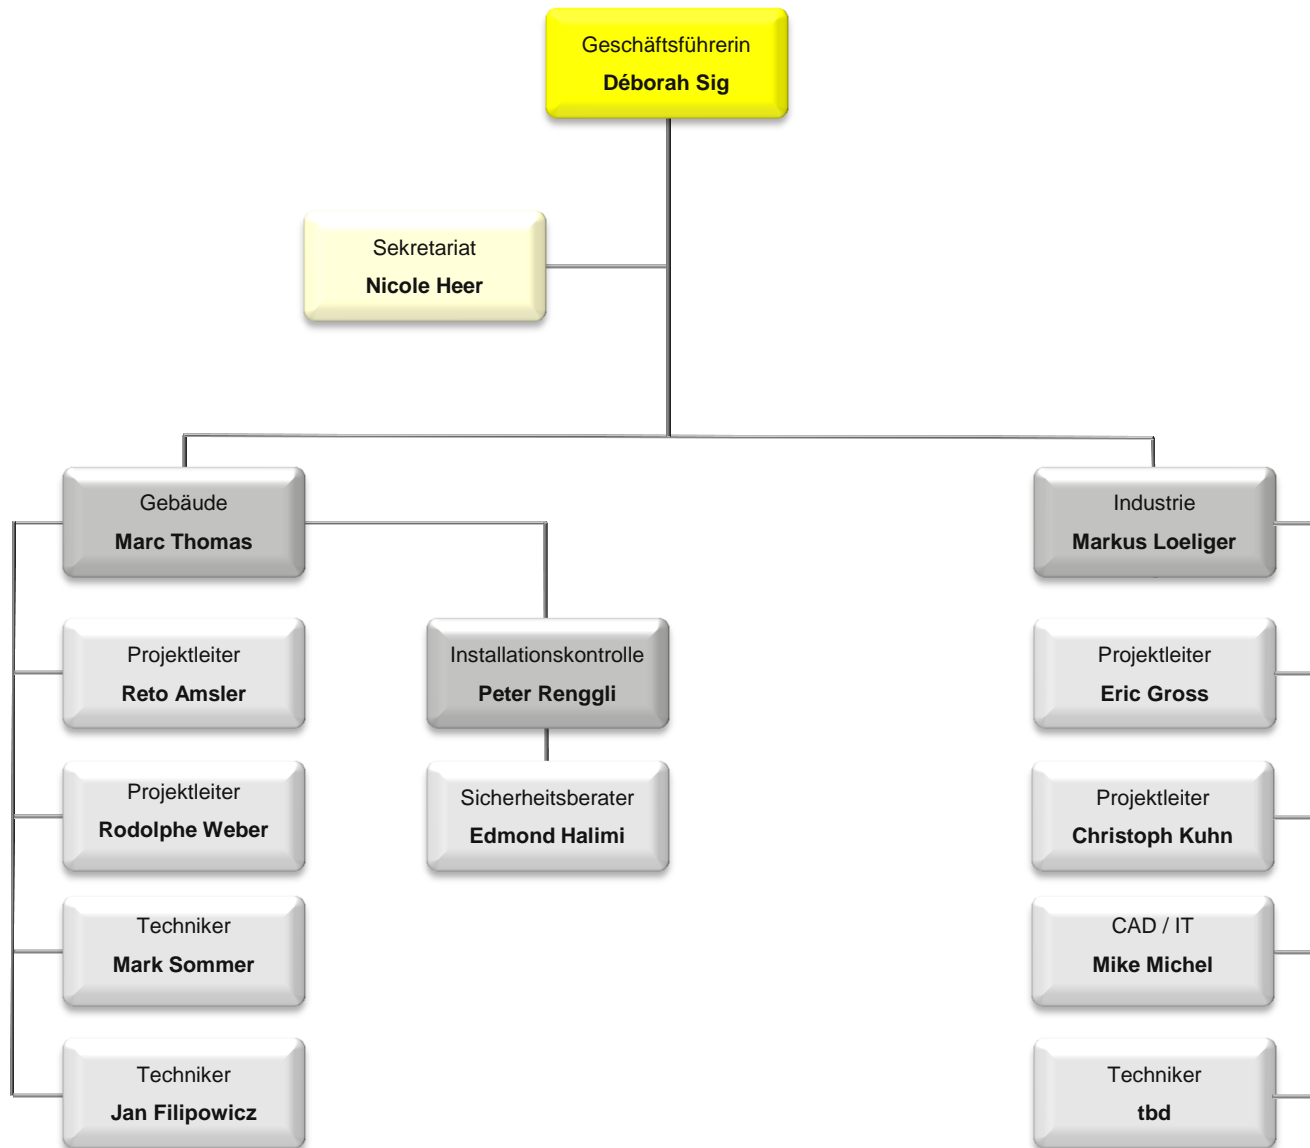 Geschäftsführerin
Déborah Sig
Sekretariat
Nicole Heer
Gebäude
Marc Thomas
Industrie
Markus Loeliger
Projektleiter
Reto Amsler
Installationskontrolle
Peter Renggli
Projektleiter
Eric Gross
Projektleiter
Rodolphe Weber
Sicherheitsberater
Edmond Halimi
Projektleiter
Christoph Kuhn
Techniker
Mark Sommer
CAD / IT
Mike Michel
Techniker
Jan Filipowicz
Techniker
tbd